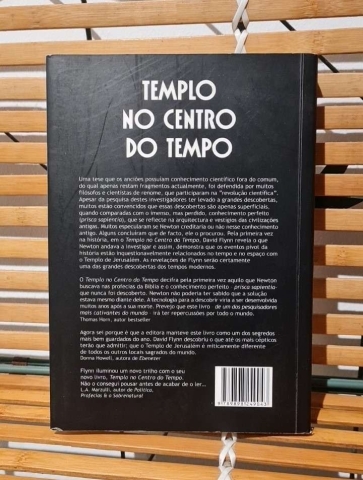 TEMPLO
NO CENTRO
DO TEMPO
Uma tese que os anciões possuíam conhecimento científico fora do comum,
do qual apenas restam fragmentos actualmente, foi defendida por muitos
filósofos e cientistas de renome, que participaram na "revolução científica".
Apesar da pesquisa destes investigadores ter levado a grandes descobertas,
muitos estão convencidos que essas descobertas são apenas superficiais,
quando comparadas com o imenso, mas perdido, conhecimento perfeito
(prisca sapientia), que se reflecte na arquitectura e vestígios das civilizações
antigas. Muitos especularam se Newton creditaria ou não nesse conhecimento
antigo. Alguns concluíram que de facto, ele o procurou. Pela primeira vez
na história, em o Templo no Centro do Tempo, David Flynn revela o que
Newton andava a investigar e assim, demonstra que os eventos pivot da
história estão inquestionavelmente relacionados no tempo e no espaço com
o Templo de Jerusalém. As revelações de Flynn serão certamente
uma das grandes descobertas dos tempos modernos.
O Templo no Centro do Tempo decifra pela primeira vez aquilo que Newton
buscava nas profecias da Bíblia e o conhecimento perfeito - prisca sapientia-
que nunca foi descoberto. Newton não poderia ter sabido que a solução
estava mesmo diante dele. A tecnologia para a descobrir viria a ser desenvolvida
muitos anos após a sua morte. Prevejo que este livro - de um dos pesquisadores
mais cativantes do mundo - irá ter repercussões por todo o mundo.
Thomas Horn, autor bestseller
Agora sei porque é que a editora manteve este livro como um dos segredos
mais bem guardados do ano. David Flynn descobriu o que até os mais cépticos
terão que admitir: que o Templo de Jerusalém é miticamente diferente
de todos os outros locais sagrados do mundo.
Donna Howell, autora de Ebenezer
Flynn iluminou um novo trilho com o seu
novo livro, Templo no Centro do Tempo.
Não o consegui pousar antes de acabar de o ler...
L.A. Marzulli, autor de Politics,
Prophecies & o Sobrenatural